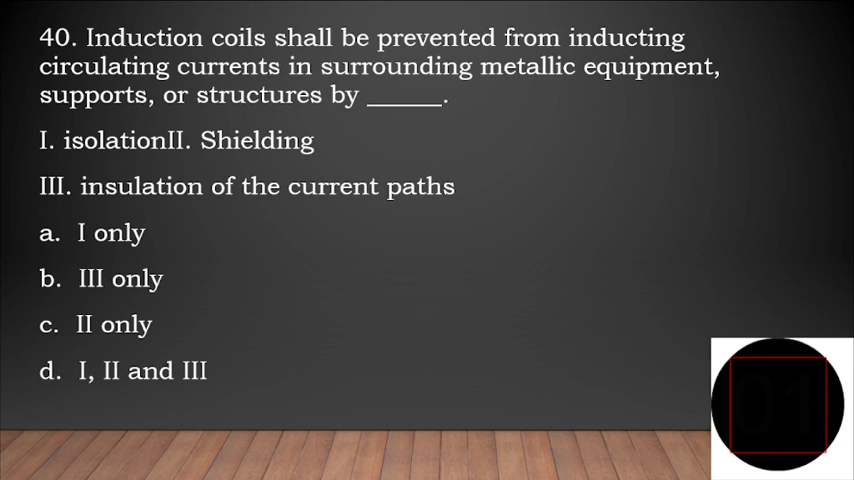 40. Induction coils shall be prevented from inducting
circulating currents in surrounding metallic equipment,
supports, or structures by ______.
I. isolationII. Shielding
III. insulation of the current paths
a. I only
b. III only
c. II only
d. I, II and III
01